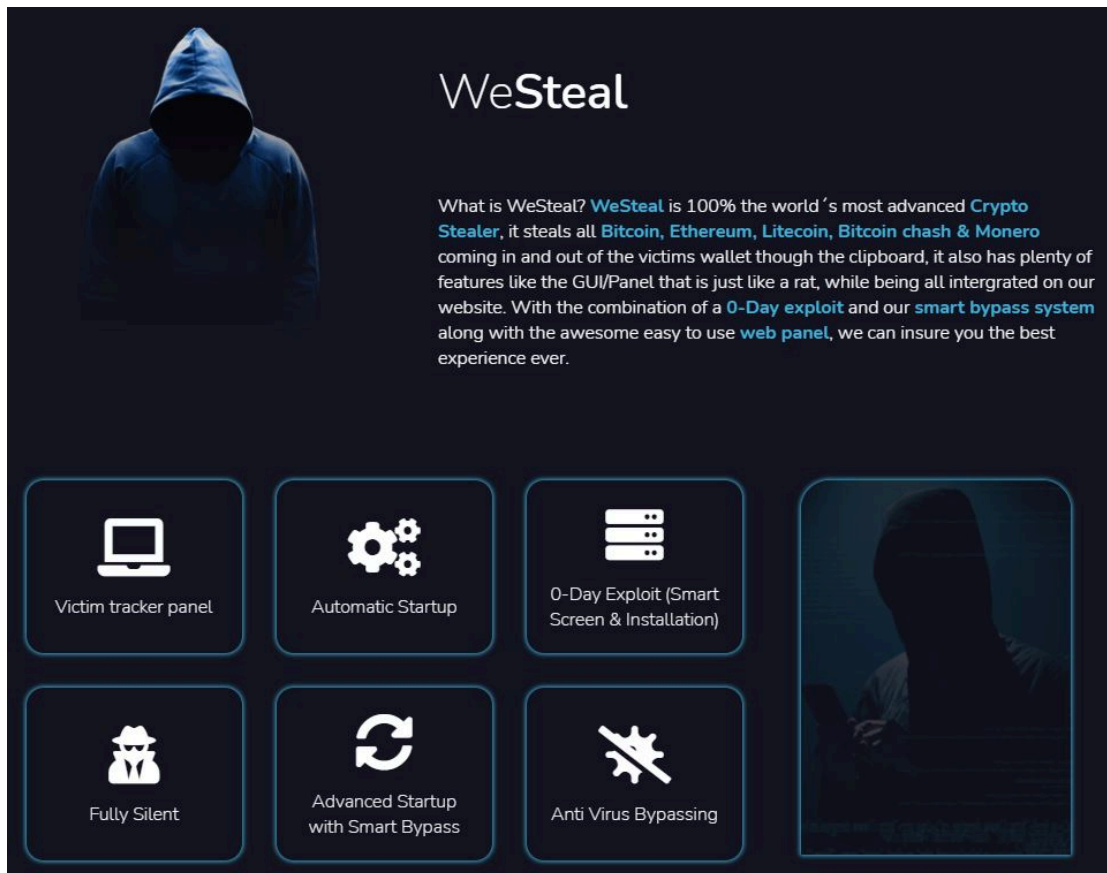 WeSteal
What is WeSteal? WeSteal is 100% the world´s most advanced Crypto
Stealer, it steals all Bitcoin, Ethereum, Litecoin, Bitcoin chash & Monero
coming in and out of the victims wallet though the clipboard, it also has plenty of
features like the GUI/Panel that is just like a rat, while being all intergrated on our
website. With the combination of a 0-Day exploit and our smart bypass system
along with the awesome easy to use web panel, we can insure you the best
experience ever.
Victim tracker panel
Automatic Startup
0-Day Exploit (Smart
Screen & Installation)
Fully Silent
Advanced Startup
with Smart Bypass
Anti Virus Bypassing